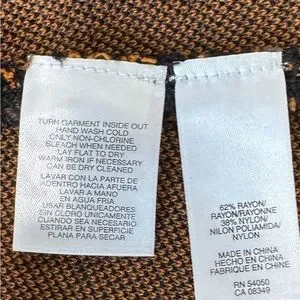 TURN GARMENT INSIDE OUT
HAND WASH COLD
ONLY NON-CHLORINE
BLEACH WHEN NEEDED
LAY FLAT TO DRY
WARM IRON IF NECESSARY
CAN BE DRY CLEANED
LAVAR CON LA PARTE DE
ADENTRO HACIA AFUERA
LAVAR A MANO
EN AGUA FRIA
USAR BLANQUEADORES
SIN CLORO UNICAMENTE
CUANDO SEA NECESARIO
ESTIRAR EN SUPERFICIE
PLANA PARA SECAR
62% RAYON/
RAYON/RAYONNE
38% NYLON/
NILON POLIAMIDA/
NYLON
MADE IN CHINA
HECHO EN CHINA
FABRIQUE EN CHINE
RN 54050
CA 08349